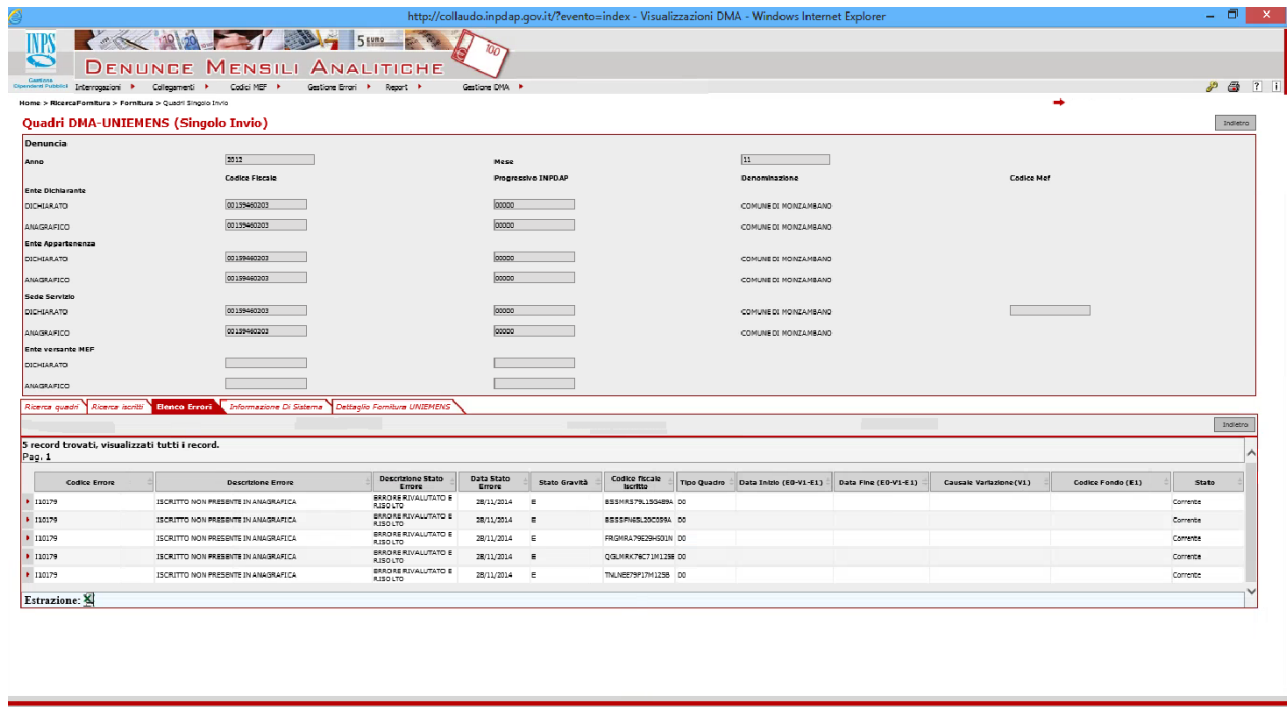 http://collaudo.inpdap.gov.it/?evento=index - Visualizzazioni DMA - Windows Internet Explorer
INPS
5 EURO
100
DENUNCE MENSILI ANALITICHE
Gestione
Dipendenti Pubblici
Interrogazioni Collegamenti Codici MEF Gestione Errori Report Gestione DMA
Home > RicercaFornitura > Fornitura > Quadri Singolo Invio
Quadri DMA-UNIEMENS (Singolo Invio)
Indietro
Denuncia
Anno 2012 Mese 11
Codice Fiscale Progressivo INPDAP Denominazione Codice Mef
Ente Dichiarante
DICHIARATO 00159460203 00000 COMUNE DI MONZAMBANO
ANAGRAFICO 00159460203 00000 COMUNE DI MONZAMBANO
Ente Appartenenza
DICHIARATO 00159460203 00000 COMUNE DI MONZAMBANO
ANAGRAFICO 00159460203 00000 COMUNE DI MONZAMBANO
Sede Servizio
DICHIARATO 00159460203 00000 COMUNE DI MONZAMBANO
ANAGRAFICO 00159460203 00000 COMUNE DI MONZAMBANO
Ente versante MEF
DICHIARATO
ANAGRAFICO
Ricerca quadri Ricerca iscritti Elenco Errori Informazione Di Sistema Dettaglio Fornitura UNIEMENS
Indietro
5 record trovati, visualizzati tutti i record.
Pag. 1
Codice Errore Descrizione Errore Descrizione Stato Errore Data Stato Errore Stato Gravità Codice fiscale Iscritto Tipo Quadro Data Inizio (E0-V1-E1) Data Fine (E0-V1-E1) Causale Variazione(V1) Codice Fondo (E1) Stato
I10179 ISCRITTO NON PRESENTE IN ANAGRAFICA ERRORE RIVALUTATO E RISOLTO 28/11/2014 E D0 Corrente
I10179 ISCRITTO NON PRESENTE IN ANAGRAFICA ERRORE RIVALUTATO E RISOLTO 28/11/2014 E D0 Corrente
I10179 ISCRITTO NON PRESENTE IN ANAGRAFICA ERRORE RIVALUTATO E RISOLTO 28/11/2014 E FRGMRA79E29HS01N D0 Corrente
I10179 ISCRITTO NON PRESENTE IN ANAGRAFICA ERRORE RIVALUTATO E RISOLTO 28/11/2014 E QGLMRK76C71M125B D0 Corrente
I10179 ISCRITTO NON PRESENTE IN ANAGRAFICA ERRORE RIVALUTATO E RISOLTO 28/11/2014 E TNLNEE79P17M125B D0 Corrente
Estrazione: